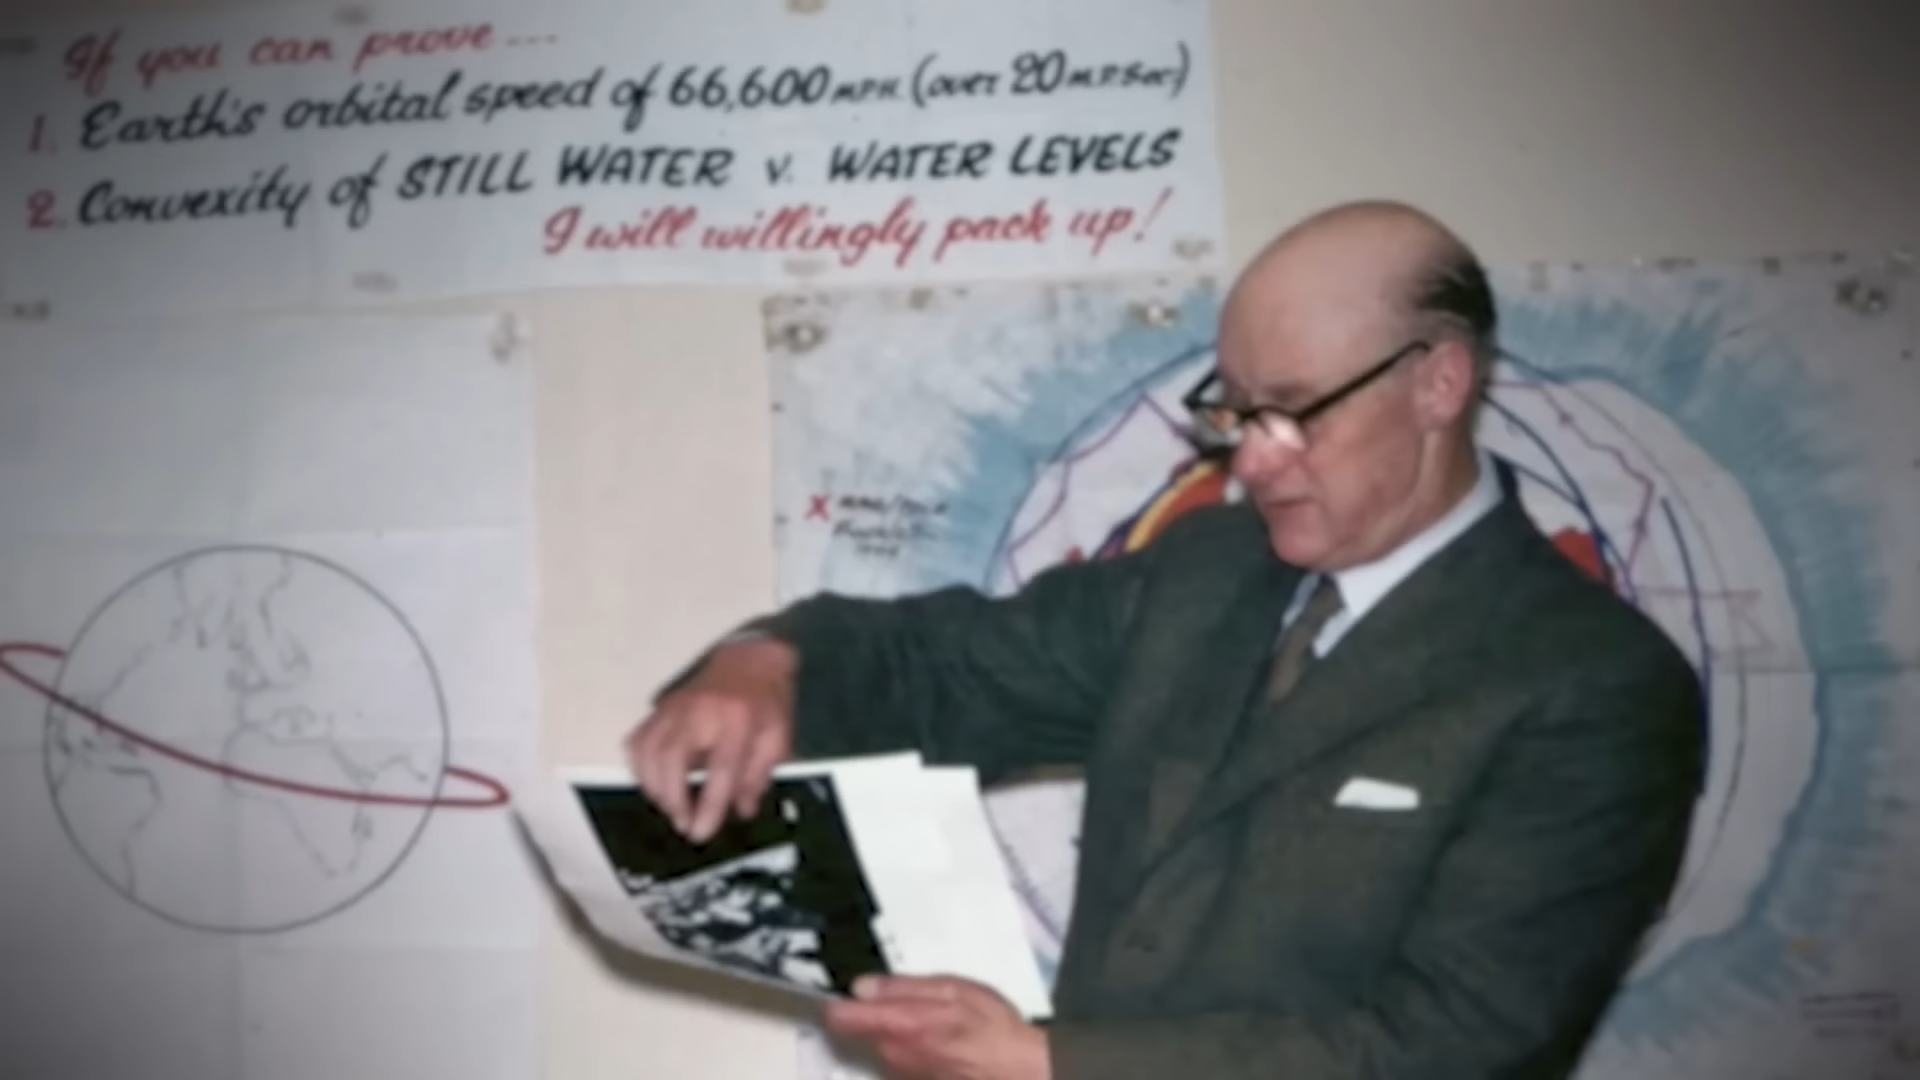 If you can prove ---
1. Earth's orbital speed of 66,600 M.P.H. (over 20 M.P. Sec)
2. Convexity of STILL WATER v. WATER LEVELS
I will willingly pack up!
X